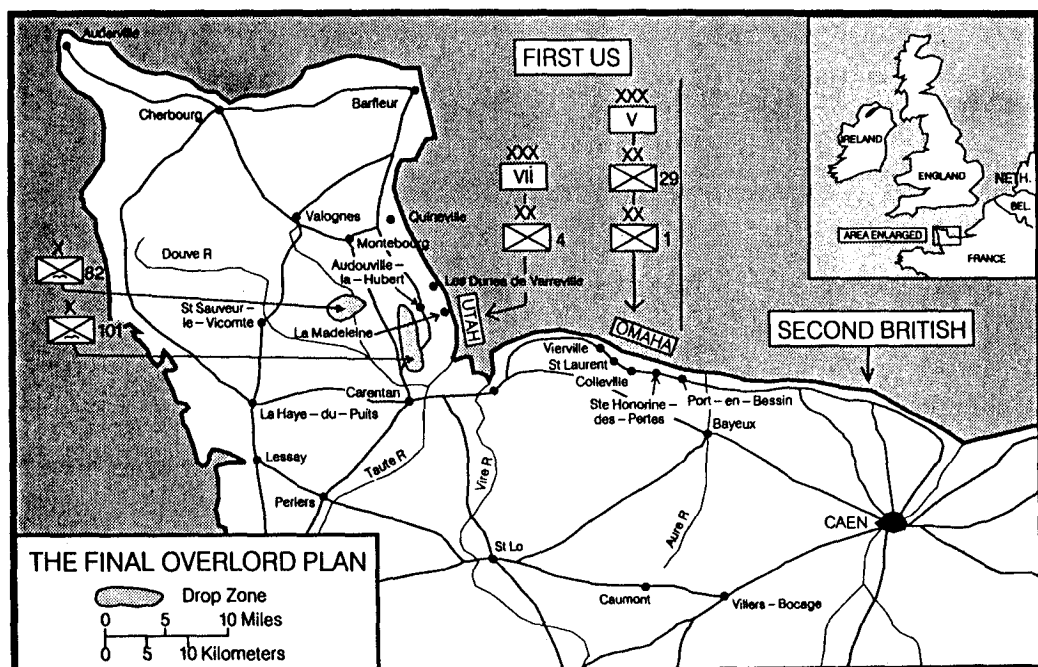 Auderville
Cherbourg
Barfleur
FIRST US
XXX
V
XX
29
XX
1
XXX
VII
XX
4
IRELAND
ENGLAND
NETH.
BEL.
AREA ENLARGED
FRANCE
Valognes
Quineville
Montebourg
Douve R
Audouville-
la-Hubert
Les Dunes de Varreville
X
82
St Sauveur-
le-Vicomte
La Madeleine
UTAH
X
101
OMAHA
SECOND BRITISH
Vierville
St Laurent
Colleville
Ste Honorine-
des-Pertes
Port-en-Bessin
Carentan
La Haye-du-Puits
Bayeux
Lessay
Taute R
Vire R
Periers
Aure R
CAEN
St Lo
Caumont
Villers-Bocage
THE FINAL OVERLORD PLAN
Drop Zone
0 5 10 Miles
0 5 10 Kilometers